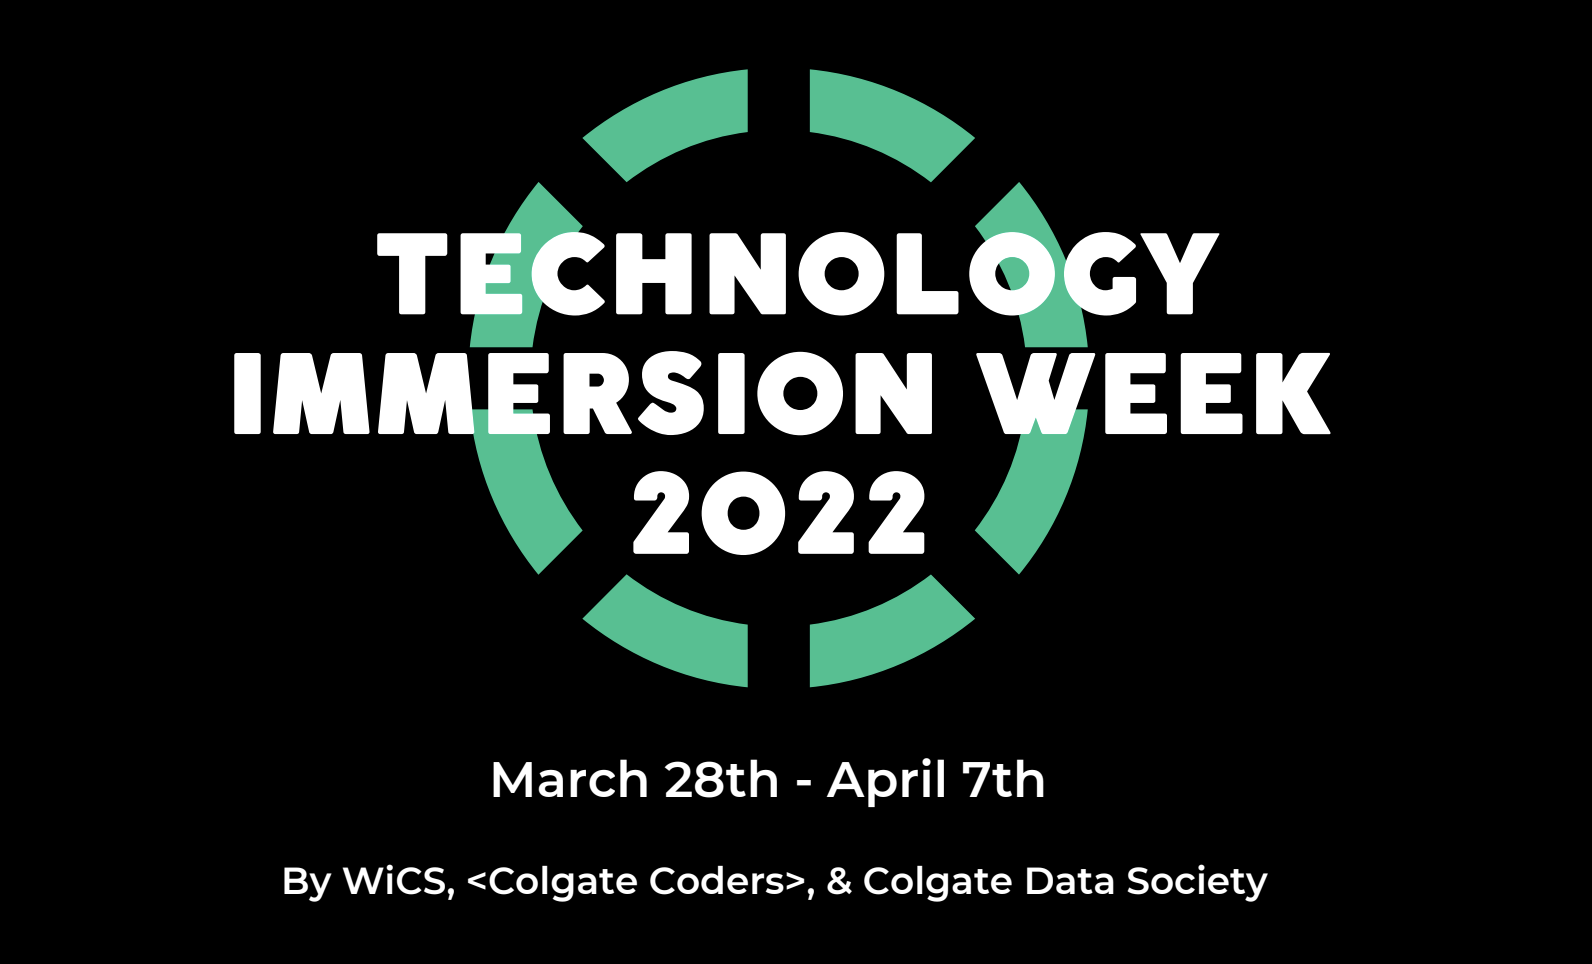 TECHNOLOGY
IMMERSION WEEK
2022
March 28th - April 7th
By WiCS, <Colgate Coders>, & Colgate Data Society